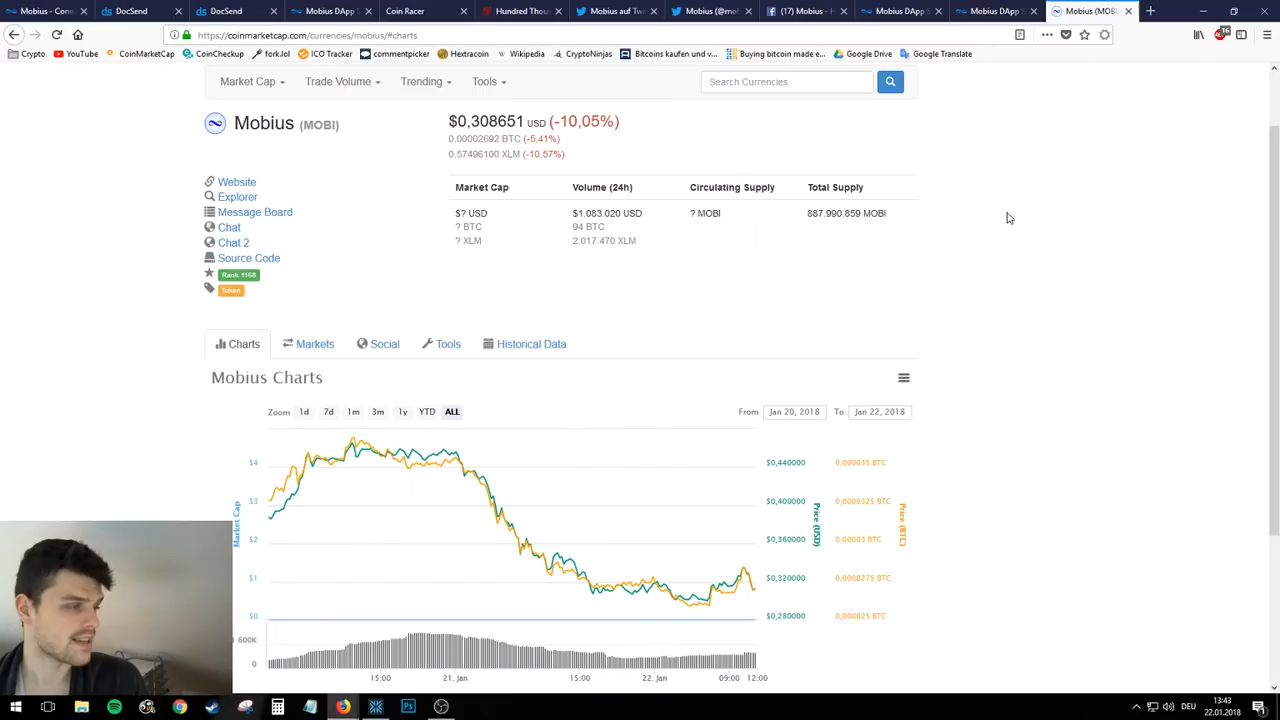 Mobius - Conn
DocSend
DocSend
Mobius DApp S
Coin Racer
Hundred Thous
Mobius auf Twi
Mobius (@mob
(17) Mobius - H
Mobius DApp S
Mobius DApp S
Mobius (MOBI)
https://coinmarketcap.com/currencies/mobius/#charts
16
Crypto
YouTube
CoinMarketCap
CoinCheckup
forkJol
ICO Tracker
commentpicker
Hextracoin
Wikipedia
CryptoNinjas
Bitcoins kaufen und v...
Buying bitcoin made e...
Google Drive
Google Translate
Market Cap
Trade Volume
Trending
Tools
Search Currencies
Mobius (MOBI)
$0,308651 USD (-10,05%)
0,00002692 BTC (-5,41%)
0,57496100 XLM (-10,57%)
Website
Explorer
Message Board
Chat
Chat 2
Source Code
Rank 1168
Token
Market Cap
Volume (24h)
Circulating Supply
Total Supply
$? USD
$1.083.020 USD
? MOBI
887.990.859 MOBI
? BTC
94 BTC
? XLM
2.017.470 XLM
Charts
Markets
Social
Tools
Historical Data
Mobius Charts
Zoom 1d 7d 1m 3m 1y YTD ALL
From Jan 20, 2018 To Jan 22, 2018
$4 $0,440000 0,000035 BTC
$3 $0,400000 0,0000325 BTC
$2 $0,360000 0,00003 BTC
$1 $0,320000 0,0000275 BTC
$0 $0,280000 0,000025 BTC
Market Cap
Price (USD)
Price (BTC)
600K
0
15:00 21. Jan 15:00 22. Jan 09:00 12:00
DEU
13:43
22.01.2018